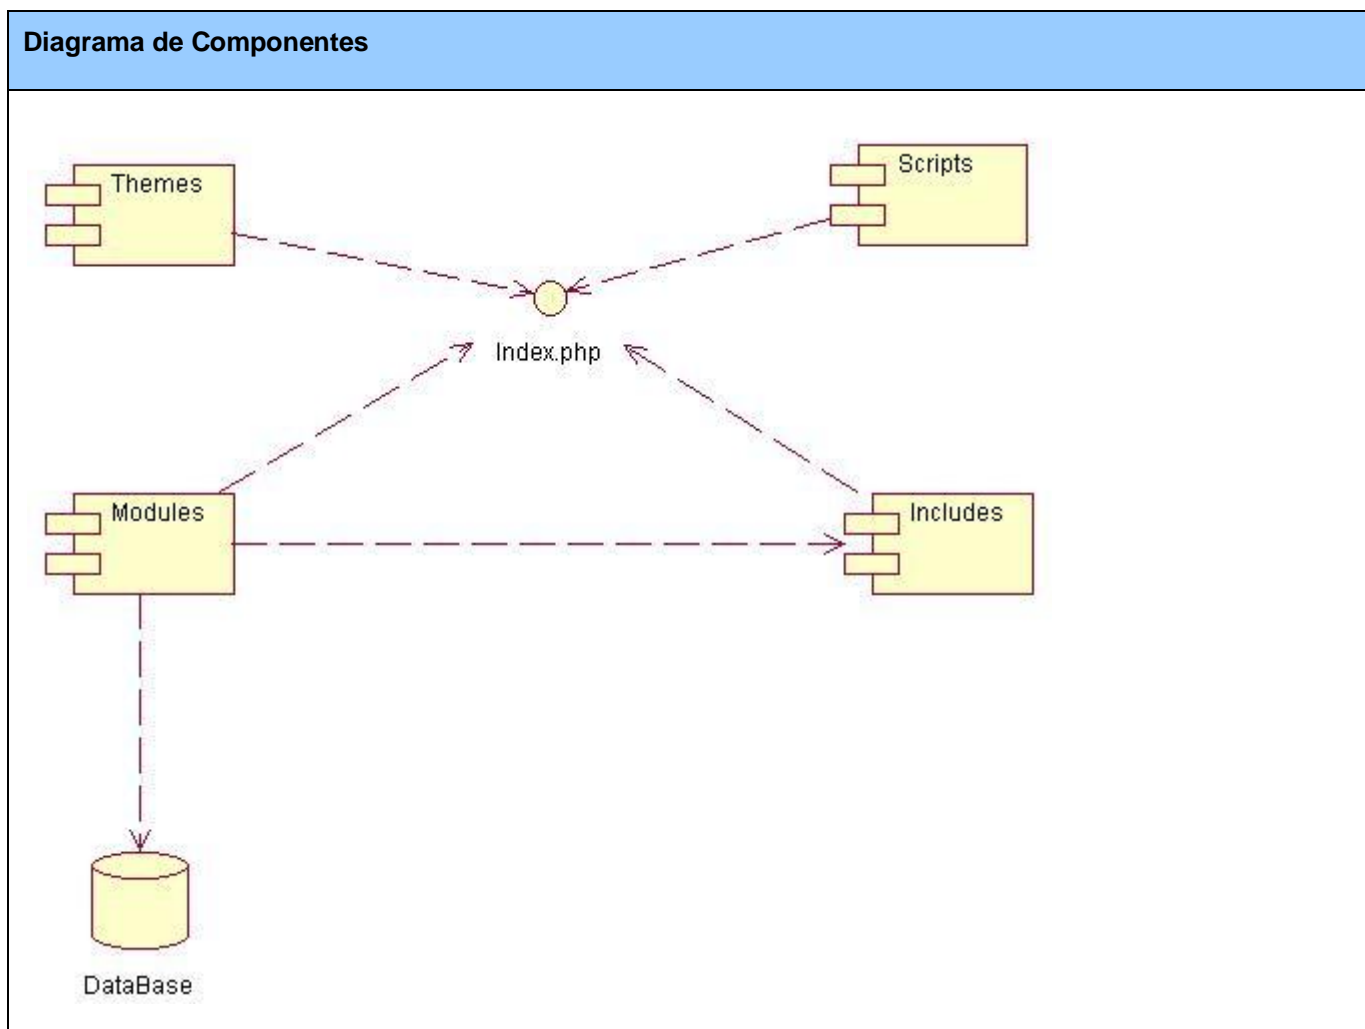 Diagrama de Componentes
Themes
Scripts
Index.php
Modules
Includes
DataBase